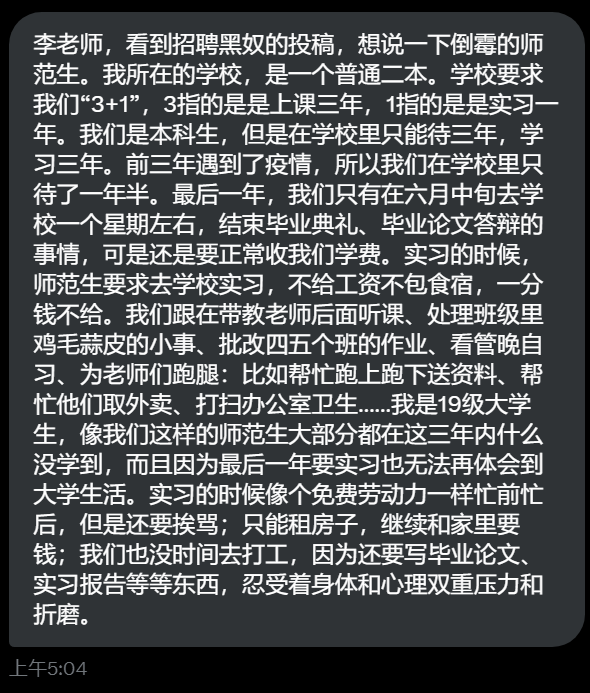 李老师，看到招聘黑奴的投稿，想说一下倒霉的师
范生。我所在的学校，是一个普通二本。学校要求
我们“3+1”，3指的是是上课三年，1指的是是实习一
年。我们是本科生，但是在学校里只能待三年，学
习三年。前三年遇到了疫情，所以我们在学校里只
待了一年半。最后一年，我们只有在六月中旬去学
校一个星期左右，结束毕业典礼、毕业论文答辩的
事情，可是还是要正常收我们学费。实习的时候，
师范生要求去学校实习，不给工资不包食宿，一分
钱不给。我们跟在带教老师后面听课、处理班级里
鸡毛蒜皮的小事、批改四五个班的作业、看管晚自
习、为老师们跑腿：比如帮忙跑上跑下送资料、帮
忙他们取外卖、打扫办公室卫生......我是19级大学
生，像我们这样的师范生大部分都在这三年内什么
没学到，而且因为最后一年要实习也无法再体会到
大学生活。实习的时候像个免费劳动力一样忙前忙
后，但是还要挨骂；只能租房子，继续和家里要
钱；我们也没时间去打工，因为还要写毕业论文、
实习报告等等东西，忍受着身体和心理双重压力和
折磨。
上午5:04